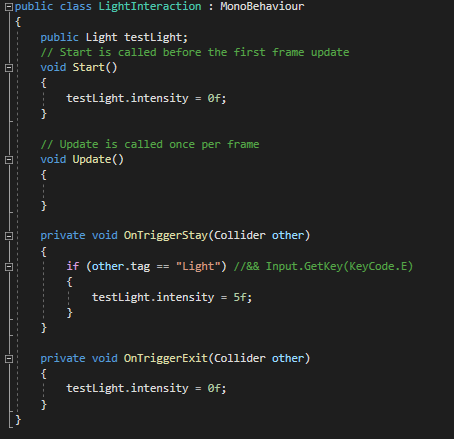 public class LightInteraction : MonoBehaviour
{
    public Light testLight;
    // Start is called before the first frame update
    void Start()
    {
        testLight.intensity = 0f;
    }

    // Update is called once per frame
    void Update()
    {

    }

    private void OnTriggerStay(Collider other)
    {
        if (other.tag == "Light") //&& Input.GetKey(KeyCode.E)
        {
            testLight.intensity = 5f;
        }
    }

    private void OnTriggerExit(Collider other)
    {
        testLight.intensity = 0f;
    }
}